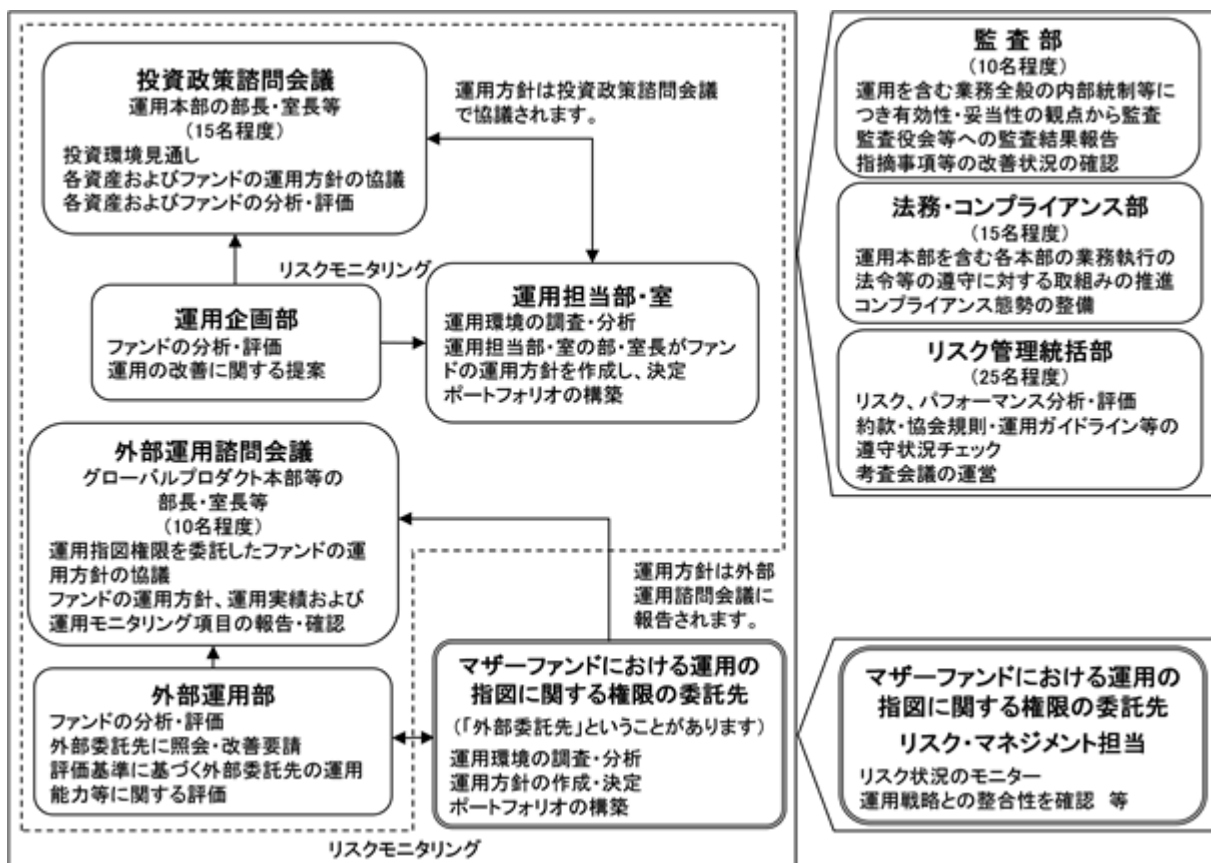 投資政策諮問会議
運用本部の部長・室長等
(15名程度)
投資環境見通し
各資産およびファンドの運用方針の協議
各資産およびファンドの分析・評価
運用方針は投資政策諮問会議
で協議されます。
リスクモニタリング
運用企画部
ファンドの分析・評価
運用の改善に関する提案
運用担当部・室
運用環境の調査・分析
運用担当部・室の部・室長がファン
ドの運用方針を作成し、決定
ポートフォリオの構築
外部運用諮問会議
グローバルプロダクト本部等の
部長・室長等
(10名程度)
運用指図権限を委託したファンドの運
用方針の協議
ファンドの運用方針、運用実績および
運用モニタリング項目の報告・確認
運用方針は外部
運用諮問会議に
報告されます。
外部運用部
ファンドの分析・評価
外部委託先に照会・改善要請
評価基準に基づく外部委託先の運用
能力等に関する評価
マザーファンドにおける運用の
指図に関する権限の委託先
(「外部委託先」ということがあります)
運用環境の調査・分析
運用方針の作成・決定
ポートフォリオの構築
リスクモニタリング
監査部
(10名程度)
運用を含む業務全般の内部統制等に
つき有効性・妥当性の観点から監査
監査役会等への監査結果報告
指摘事項等の改善状況の確認
法務・コンプライアンス部
(15名程度)
運用本部を含む各本部の業務執行の
法令等の遵守に対する取組みの推進
コンプライアンス態勢の整備
リスク管理統括部
(25名程度)
リスク、パフォーマンス分析・評価
約款・協会規則・運用ガイドライン等の
遵守状況チェック
考査会議の運営
マザーファンドにおける運用の
指図に関する権限の委託先
リスク・マネジメント担当
リスク状況のモニター
運用戦略との整合性を確認 等